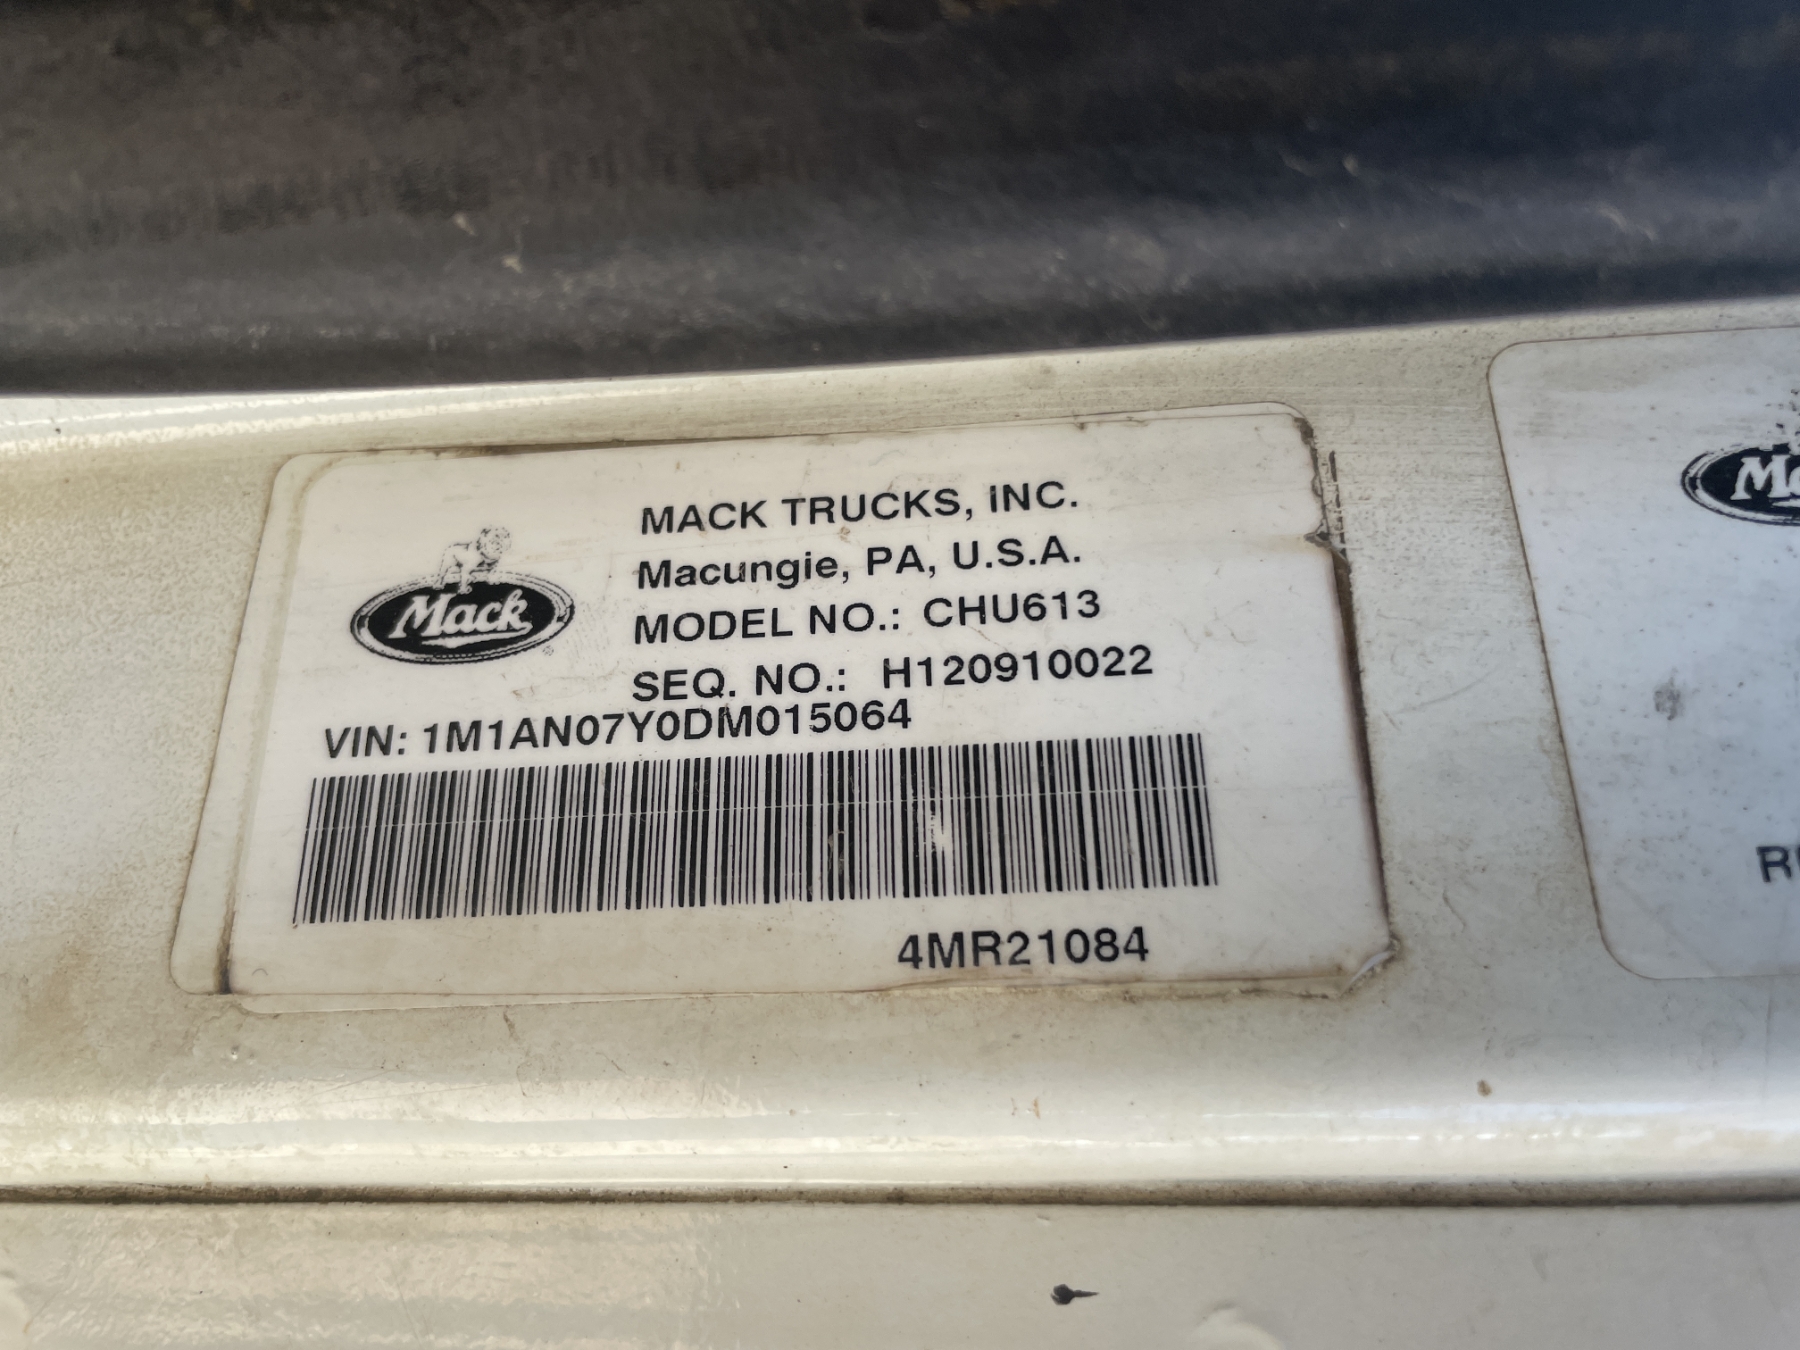 MACK TRUCKS, INC.
Macungie, PA, U.S.A.
MODEL NO.: CHU613
SEQ. NO.: H120910022
Mack
VIN: 1M1AN07Y0DM015064
4MR21084